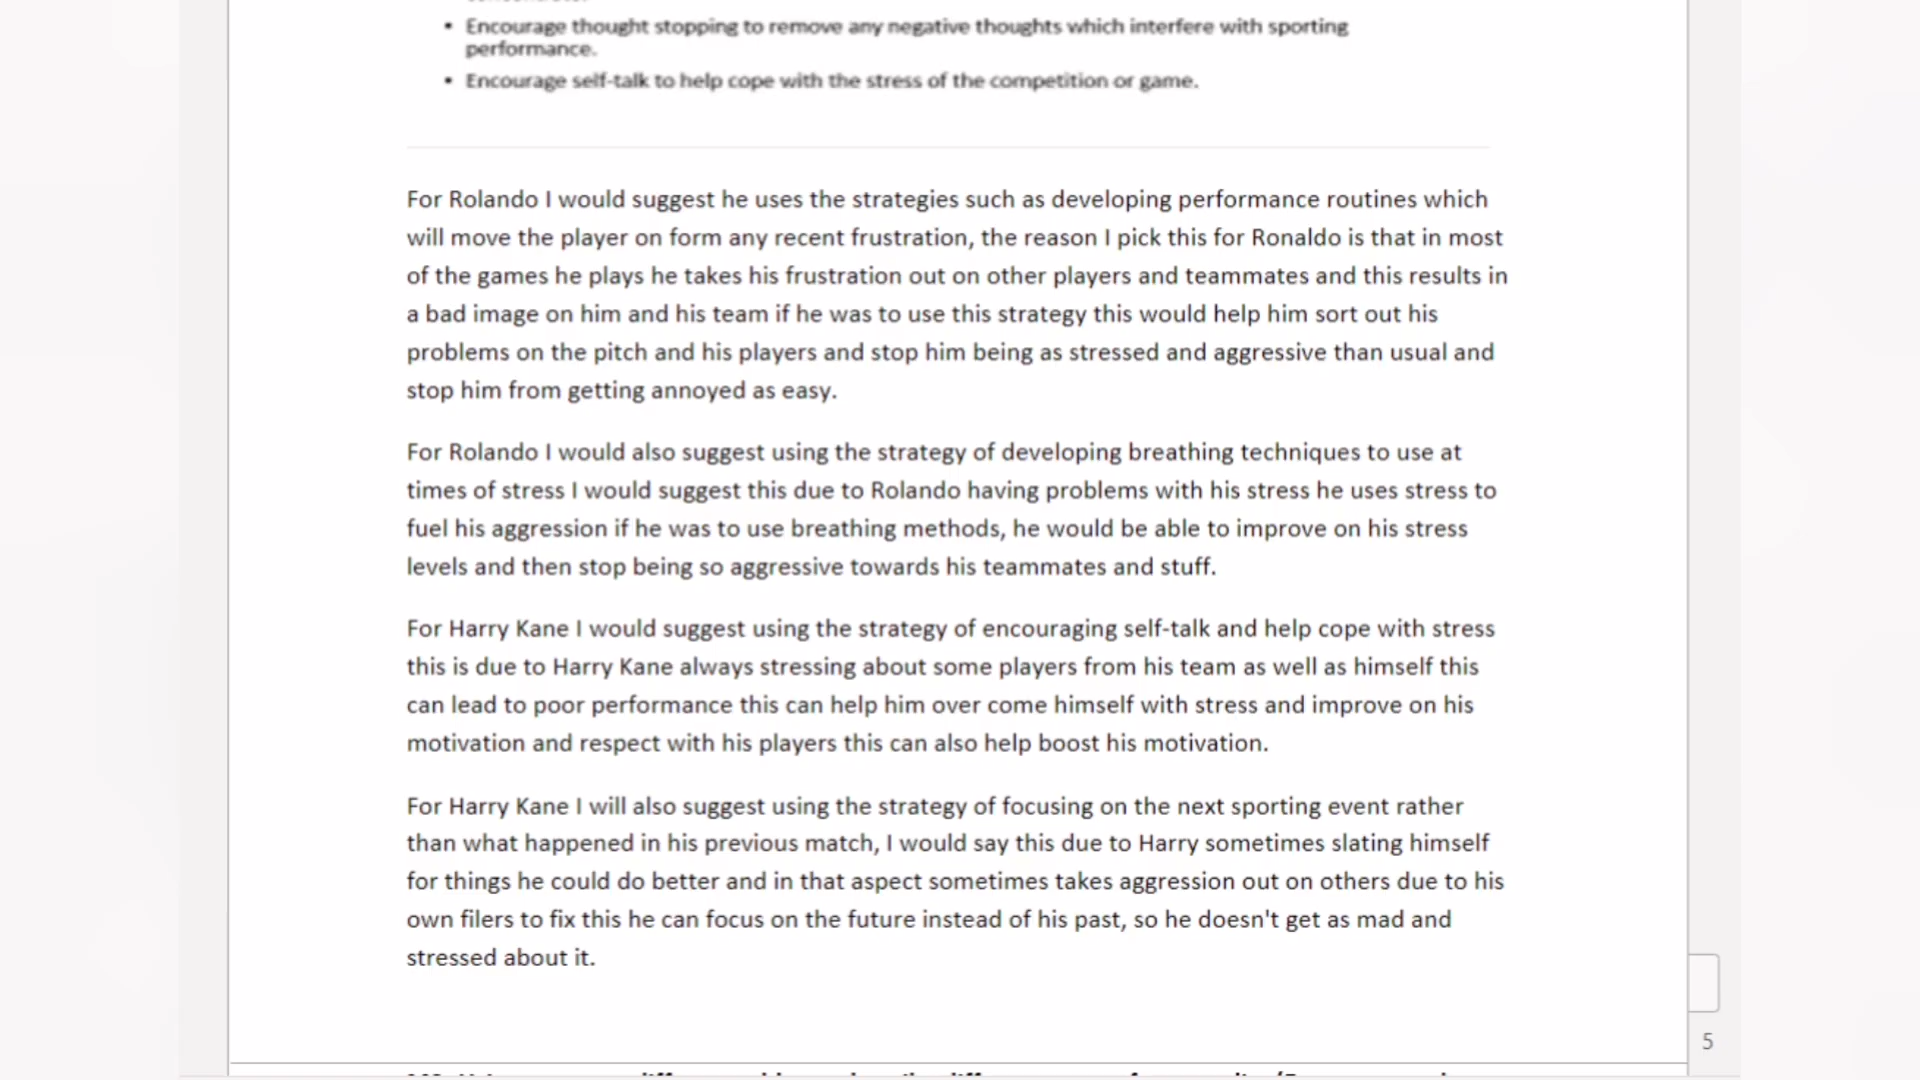 • Encourage thought stopping to remove any negative thoughts which interfere with sporting
performance.
• Encourage self-talk to help cope with the stress of the competition or game.
For Rolando I would suggest he uses the strategies such as developing performance routines which
will move the player on form any recent frustration, the reason I pick this for Ronaldo is that in most
of the games he plays he takes his frustration out on other players and teammates and this results in
a bad image on him and his team if he was to use this strategy this would help him sort out his
problems on the pitch and his players and stop him being as stressed and aggressive than usual and
stop him from getting annoyed as easy.
For Rolando I would also suggest using the strategy of developing breathing techniques to use at
times of stress I would suggest this due to Rolando having problems with his stress he uses stress to
fuel his aggression if he was to use breathing methods, he would be able to improve on his stress
levels and then stop being so aggressive towards his teammates and stuff.
For Harry Kane I would suggest using the strategy of encouraging self-talk and help cope with stress
this is due to Harry Kane always stressing about some players from his team as well as himself this
can lead to poor performance this can help him over come himself with stress and improve on his
motivation and respect with his players this can also help boost his motivation.
For Harry Kane I will also suggest using the strategy of focusing on the next sporting event rather
than what happened in his previous match, I would say this due to Harry sometimes slating himself
for things he could do better and in that aspect sometimes takes aggression out on others due to his
own filers to fix this he can focus on the future instead of his past, so he doesn't get as mad and
stressed about it.
5